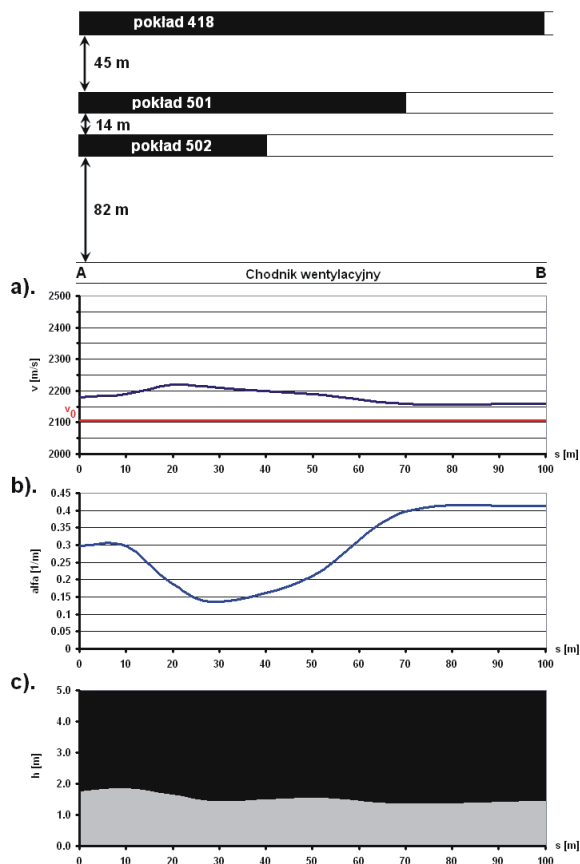 pokład 418
45 m
pokład 501
14 m
pokład 502
82 m
A Chodnik wentylacyjny B
a).
v [m/s]
2500
2400
2300
2200
v0
2100
2000
0 10 20 30 40 50 60 70 80 90 100
s [m]
b).
alfa [1/m]
0.45
0.4
0.35
0.3
0.25
0.2
0.15
0.1
0.05
0
0 10 20 30 40 50 60 70 80 90 100
s [m]
c).
h [m]
5.0
4.0
3.0
2.0
1.0
0.0
0 10 20 30 40 50 60 70 80 90 100
s [m]